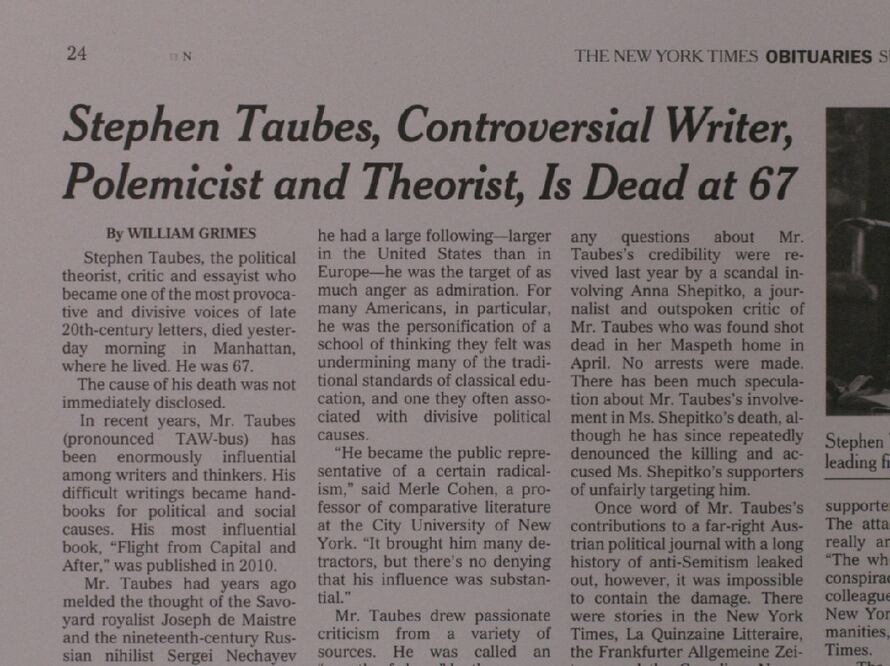 24
N
THE NEW YORK TIMES OBITUARIES
Stephen Taubes, Controversial Writer,
Polemicist and Theorist, Is Dead at 67
By WILLIAM GRIMES
Stephen Taubes, the political
theorist, critic and essayist who
became one of the most provoca-
tive and divisive voices of late
20th-century letters, died yester-
day morning in Manhattan,
where he lived. He was 67.
The cause of his death was not
immediately disclosed.
In recent years, Mr. Taubes
(pronounced TAW-bus) has
been enormously influential
among writers and thinkers. His
difficult writings became hand-
books for political and social
causes. His most influential
book, “Flight from Capital and
After,” was published in 2010.
Mr. Taubes had years ago
melded the thought of the Savo-
yard royalist Joseph de Maistre
and the nineteenth-century Rus-
sian nihilist Sergei Nechayev
he had a large following—larger
in the United States than in
Europe—he was the target of as
much anger as admiration. For
many Americans, in particular,
he was the personification of a
school of thinking they felt was
undermining many of the tradi-
tional standards of classical edu-
cation, and one they often asso-
ciated with divisive political
causes.
“He became the public repre-
sentative of a certain radical-
ism,” said Merle Cohen, a pro-
fessor of comparative literature
at the City University of New
York. “It brought him many de-
tractors, but there's no denying
that his influence was substan-
tial.”
Mr. Taubes drew passionate
criticism from a variety of
sources. He was called an
any questions about Mr.
Taubes's credibility were re-
vived last year by a scandal in-
volving Anna Shepitko, a jour-
nalist and outspoken critic of
Mr. Taubes who was found shot
dead in her Maspeth home in
April. No arrests were made.
There has been much specula-
tion about Mr. Taubes's involve-
ment in Ms. Shepitko's death, al-
though he has since repeatedly
denounced the killing and ac-
cused Ms. Shepitko's supporters
of unfairly targeting him.
Once word of Mr. Taubes's
contributions to a far-right Aus-
trian political journal with a long
history of anti-Semitism leaked
out, however, it was impossible
to contain the damage. There
were stories in the New York
Times, La Quinzaine Litteraire,
the Frankfurter Allgemeine Zei-
Stephen
leading
supporte
The atta
really
“The wh
conspirac
colleague
New Yor
manities,
Times.